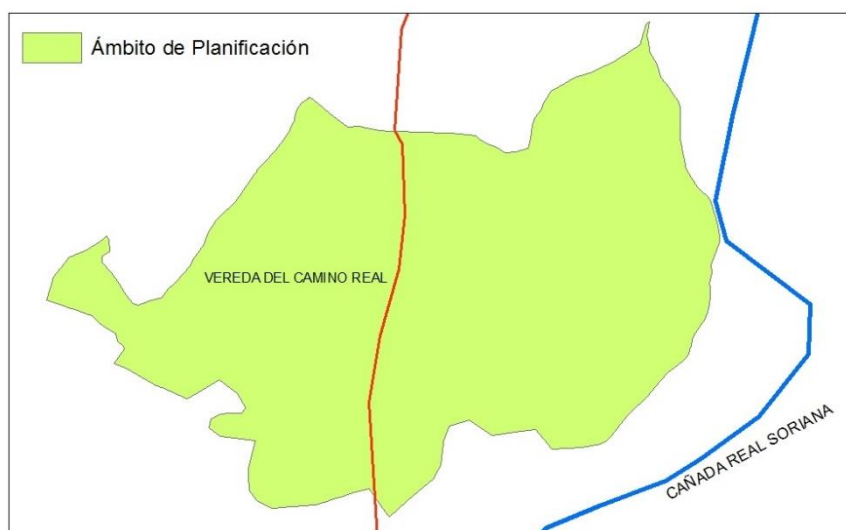 Ámbito de Planificación
VEREDA DEL CAMINO REAL
CAÑADA REAL SORIANA